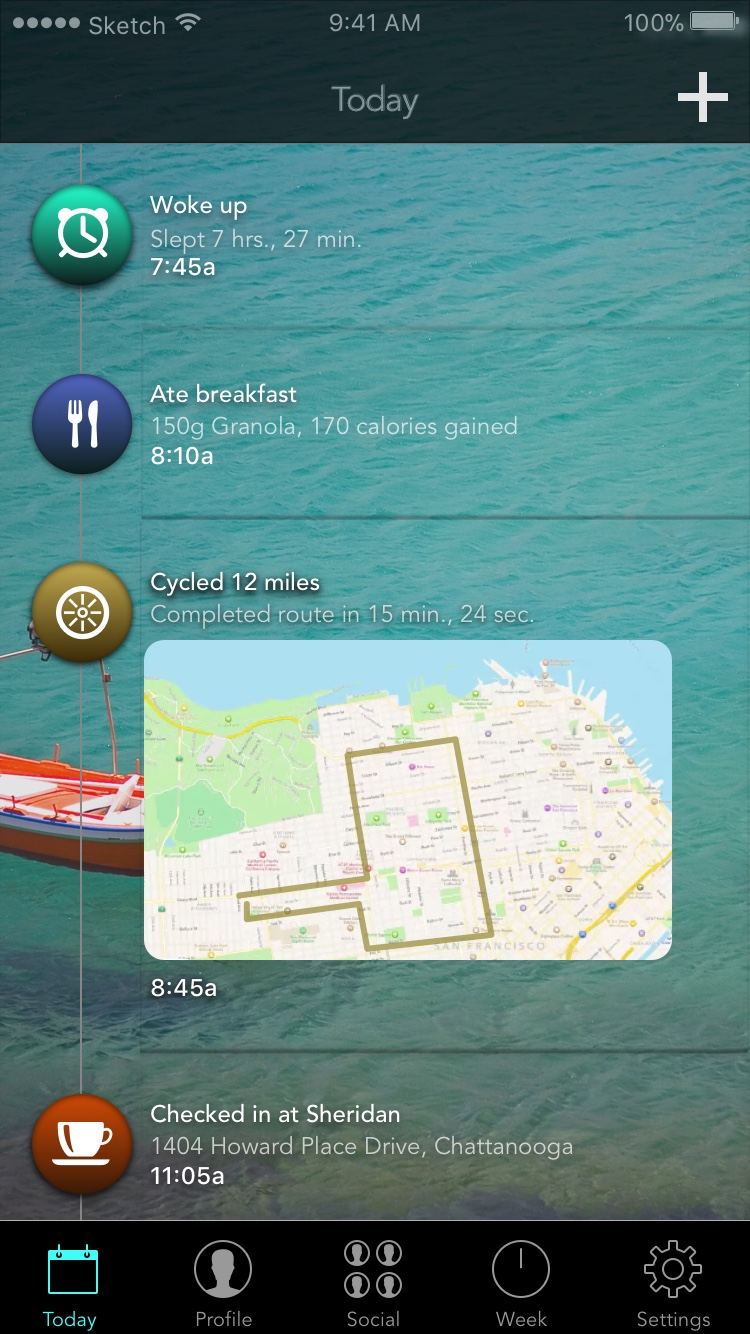 Sketch 9:41 AM 100%
Today
Woke up
Slept 7 hrs., 27 min.
7:45a
Ate breakfast
150g Granola, 170 calories gained
8:10a
Cycled 12 miles
Completed route in 15 min., 24 sec.
SAN FRANCISCO
8:45a
Checked in at Sheridan
1404 Howard Place Drive, Chattanooga
11:05a
Today Profile Social Week Settings